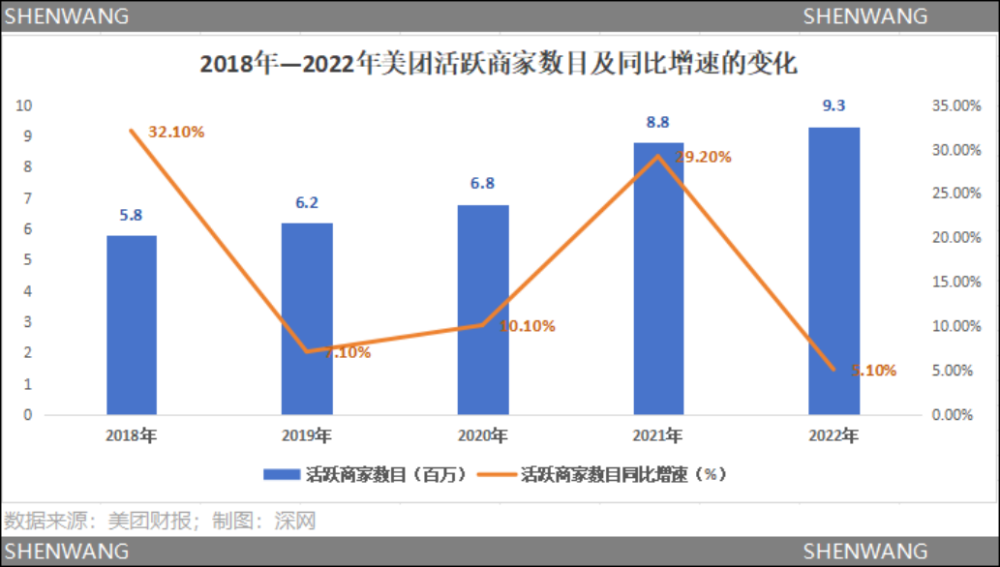 SHENWANG SHENWANG
2018年—2022年美团活跃商家数目及同比增速的变化
10 9.3 35.00%
9 32.10% 8.8 30.00%
8 29.20% 25.00%
7 6.8 20.00%
6 5.8 6.2 15.00%
5 10.00%
4 10.10% 5.00%
3 7.10% 5.10% 0.00%
2
1
0
2018年 2019年 2020年 2021年 2022年
活跃商家数目（百万） 活跃商家数目同比增速（%）
数据来源：美团财报；制图：深网
SHENWANG SHENWANG